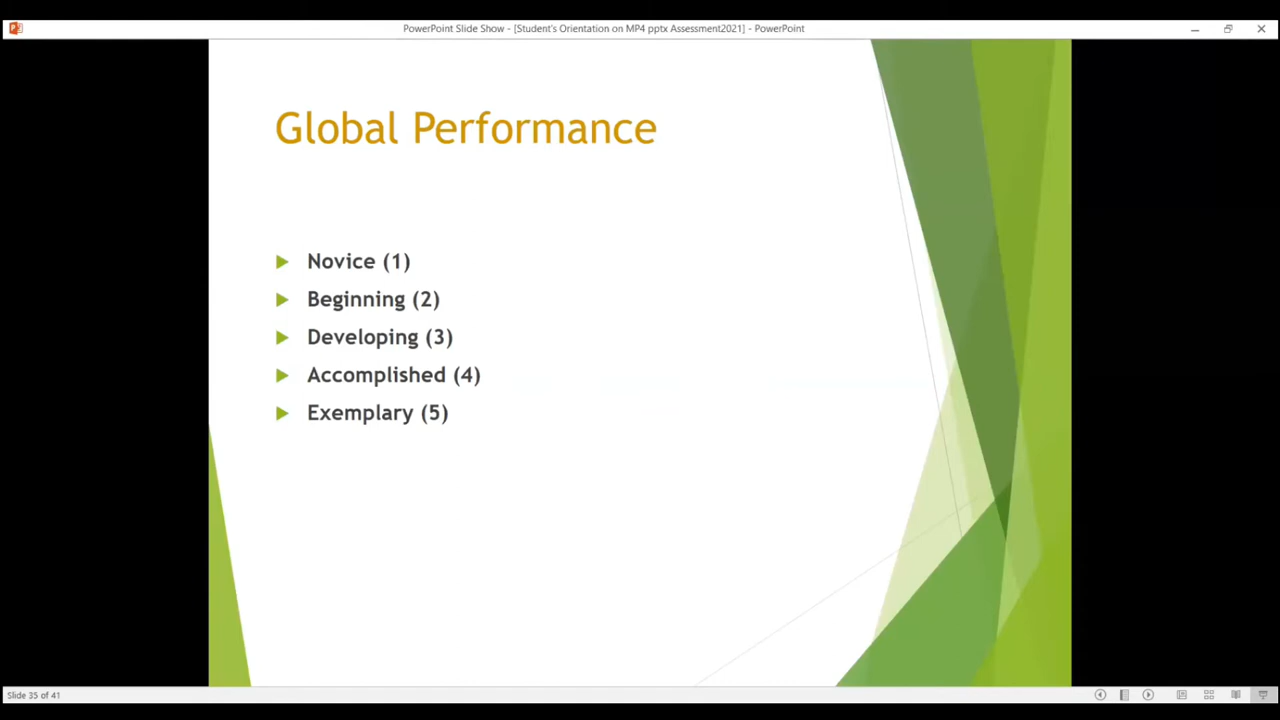 PowerPoint Slide Show - [Student's Orientation on MP4 pptx Assessment2021] - PowerPoint
Global Performance
Novice (1)
Beginning (2)
Developing (3)
Accomplished (4)
Exemplary (5)
Slide 35 of 41